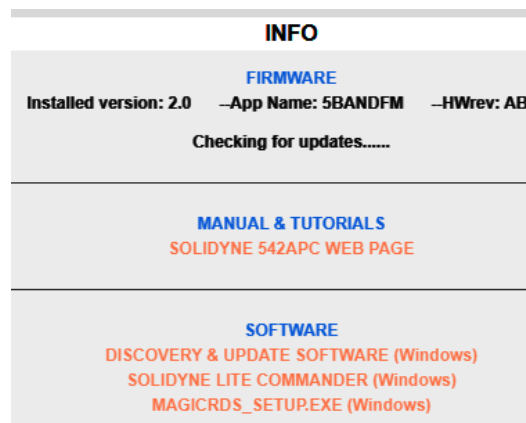 INFO
FIRMWARE
Installed version: 2.0 --App Name: 5BANDFM --HWrev: AB
Checking for updates......
MANUAL & TUTORIALS
SOLIDYNE 542APC WEB PAGE
SOFTWARE
DISCOVERY & UPDATE SOFTWARE (Windows)
SOLIDYNE LITE COMMANDER (Windows)
MAGICRDS_SETUP.EXE (Windows)